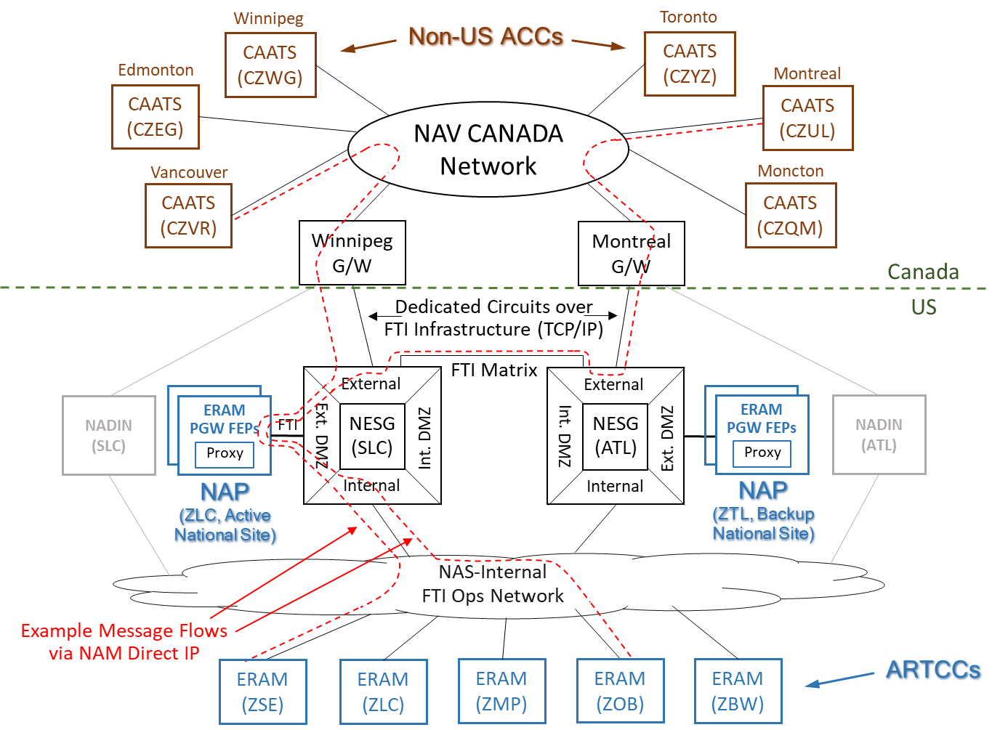 Winnipeg
Toronto
Non-US ACCs
CAATS
(CZWG)
CAATS
(CZYZ)
Edmonton
Montreal
CAATS
(CZEG)
CAATS
(CZUL)
NAV CANADA
Network
Vancouver
Moncton
CAATS
(CZVR)
CAATS
(CZQM)
Winnipeg
G/W
Montreal
G/W
Canada
US
Dedicated Circuits over
FTI Infrastructure (TCP/IP)
FTI Matrix
NADIN
(SLC)
ERAM
PGW FEPs
Proxy
NAP
(ZLC, Active
National Site)
FTI
External
Ext. DMZ
NESG
(SLC)
Int. DMZ
Internal
External
Int. DMZ
NESG
(ATL)
Ext. DMZ
Internal
ERAM
PGW FEPs
Proxy
NAP
(ZTL, Backup
National Site)
NADIN
(ATL)
NAS-Internal
FTI Ops Network
Example Message Flows
via NAM Direct IP
ERAM
(ZSE)
ERAM
(ZLC)
ERAM
(ZMP)
ERAM
(ZOB)
ERAM
(ZBW)
ARTCCs